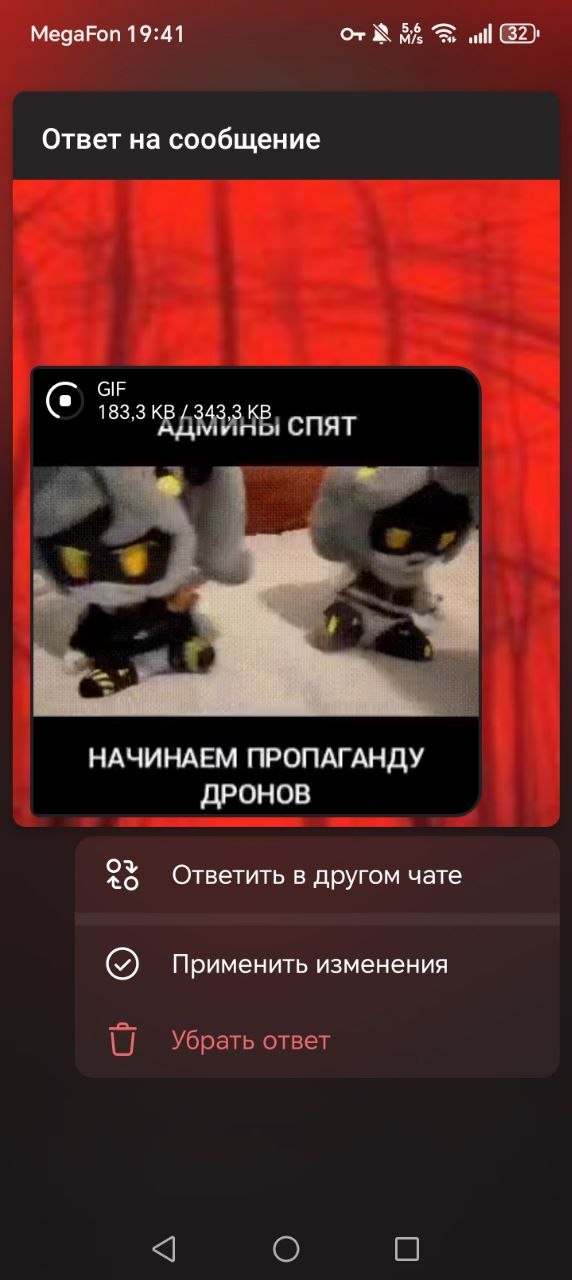 MegaFon 19:41
5,6
M/s
32
Ответ на сообщение
GIF
183,3 KB / 343,3 KB
АДМИНЫ СПЯТ
НАЧИНАЕМ ПРОПАГАНДУ
ДРОНОВ
Ответить в другом чате
Применить изменения
Убрать ответ